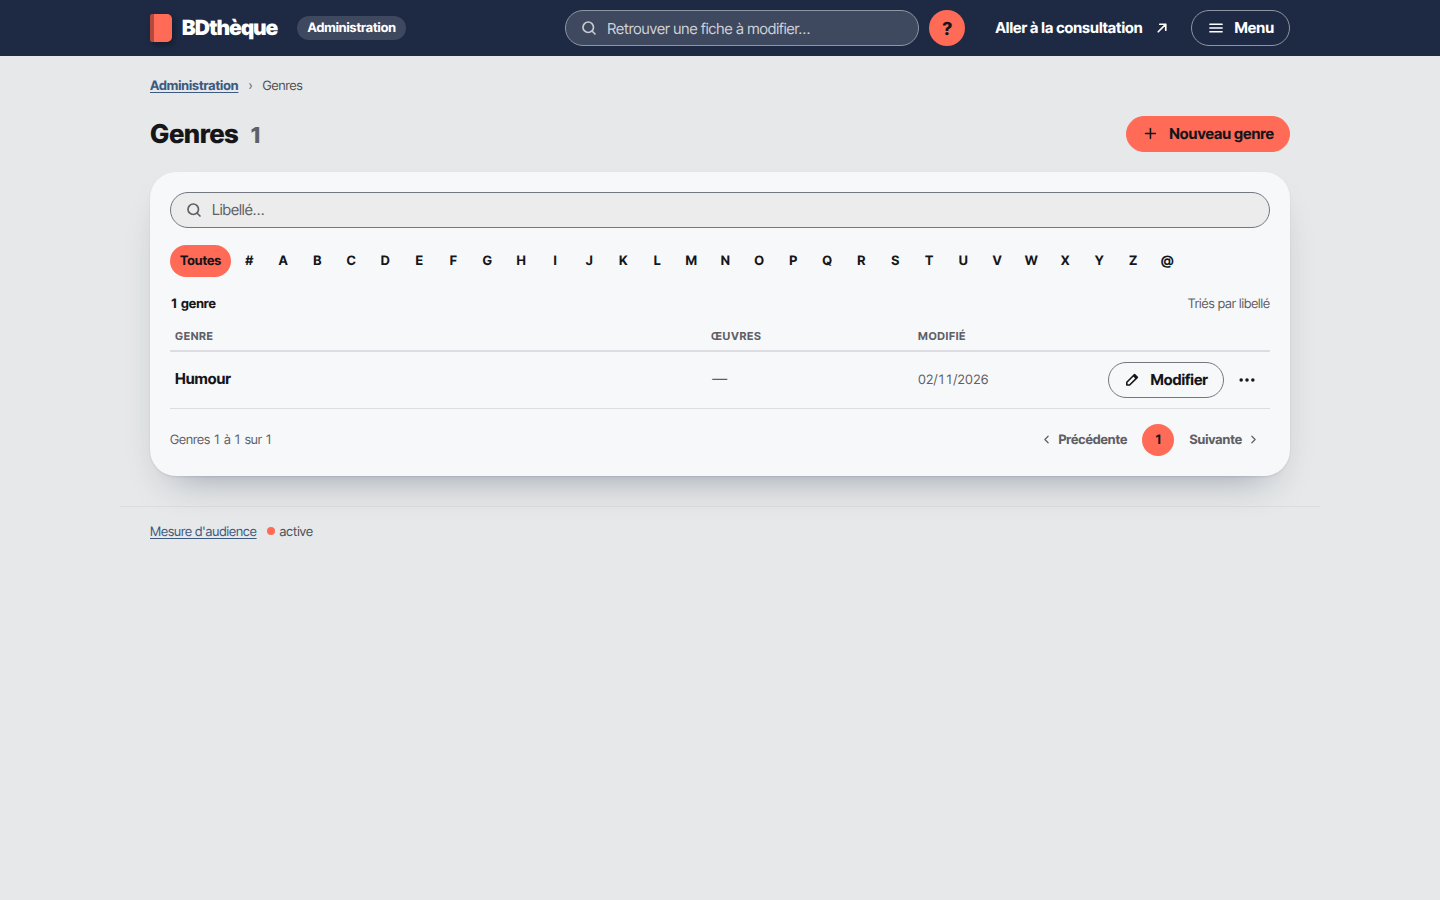 BDthèque Administration Retrouver une fiche à modifier... ? Aller à la consultation Menu
Administration › Genres
Genres 1 Nouveau genre
Libellé...
Toutes # A B C D E F G H I J K L M N O P Q R S T U V W X Y Z @
1 genre Triés par libellé
GENRE ŒUVRES MODIFIÉ
Humour — 02/11/2026 Modifier ...
Genres 1 à 1 sur 1 Précédente 1 Suivante
Mesure d'audience active